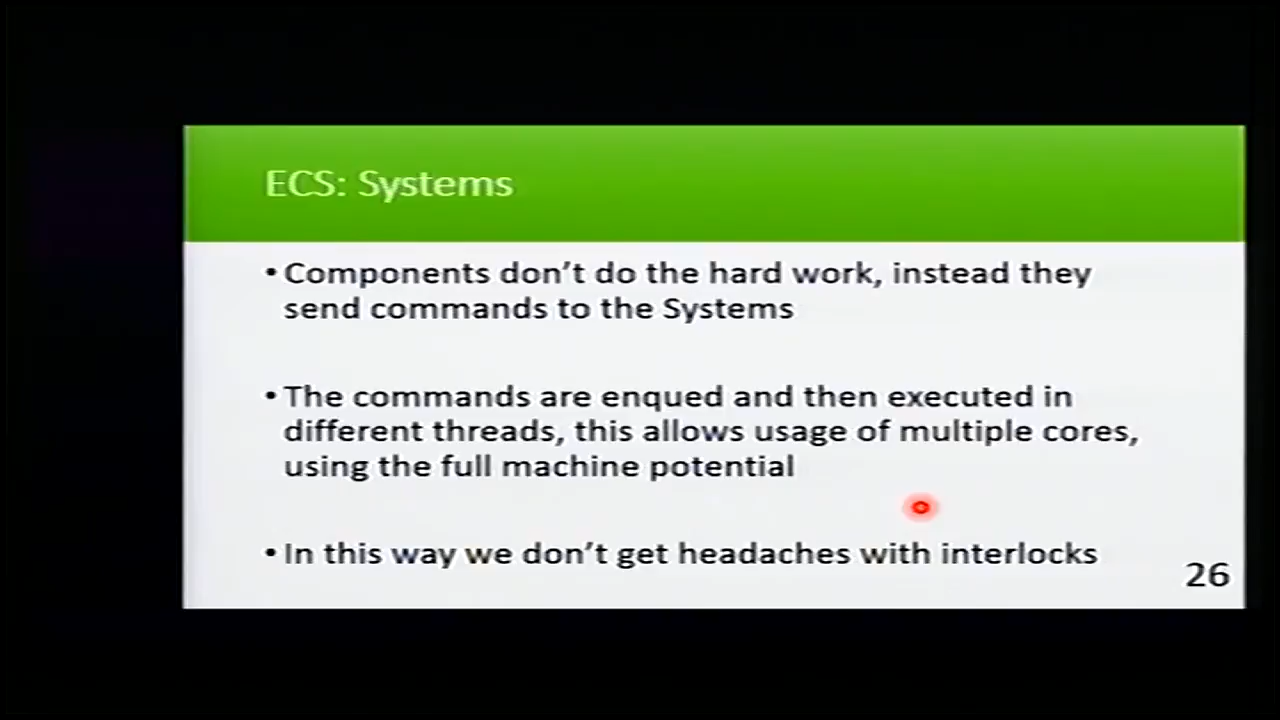 ECS: Systems
• Components don't do the hard work, instead they
send commands to the Systems
• The commands are enqued and then executed in
different threads, this allows usage of multiple cores,
using the full machine potential
• In this way we don't get headaches with interlocks
26